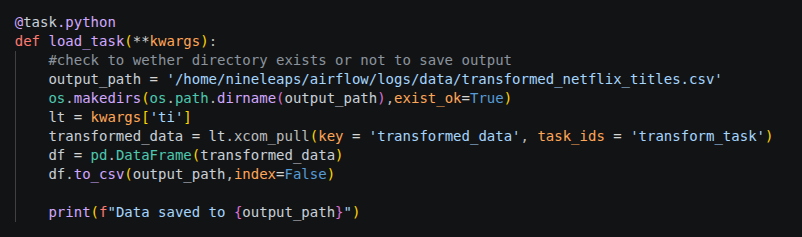 @task.python
def load_task(**kwargs):
#check to wether directory exists or not to save output
output_path = '/home/nineleaps/airflow/logs/data/transformed_netflix_titles.csv'
os.makedirs(os.path.dirname(output_path),exist_ok=True)
lt = kwargs['ti']
transformed_data = lt.xcom_pull(key = 'transformed_data', task_ids = 'transform_task')
df = pd.DataFrame(transformed_data)
df.to_csv(output_path,index=False)
print(f"Data saved to {output_path}")